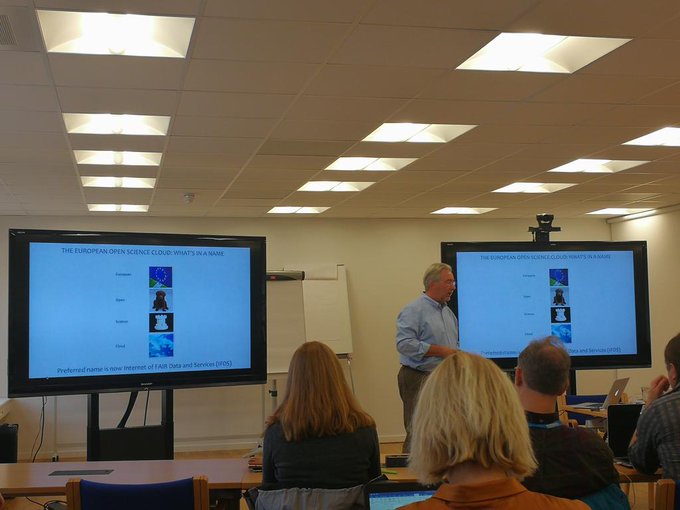 THE EUROPEAN OPEN SCIENCE CLOUD: WHAT'S IN A NAME
European
Open
Science
Cloud
Preferred name is now Internet of FAIR Data and Services (IFDS)
THE EUROPEAN OPEN SCIENCE CLOUD: WHAT'S IN A NAME
European
Open
Science
Cloud
Preferred name is now Internet of FAIR Data and Services (IFDS)